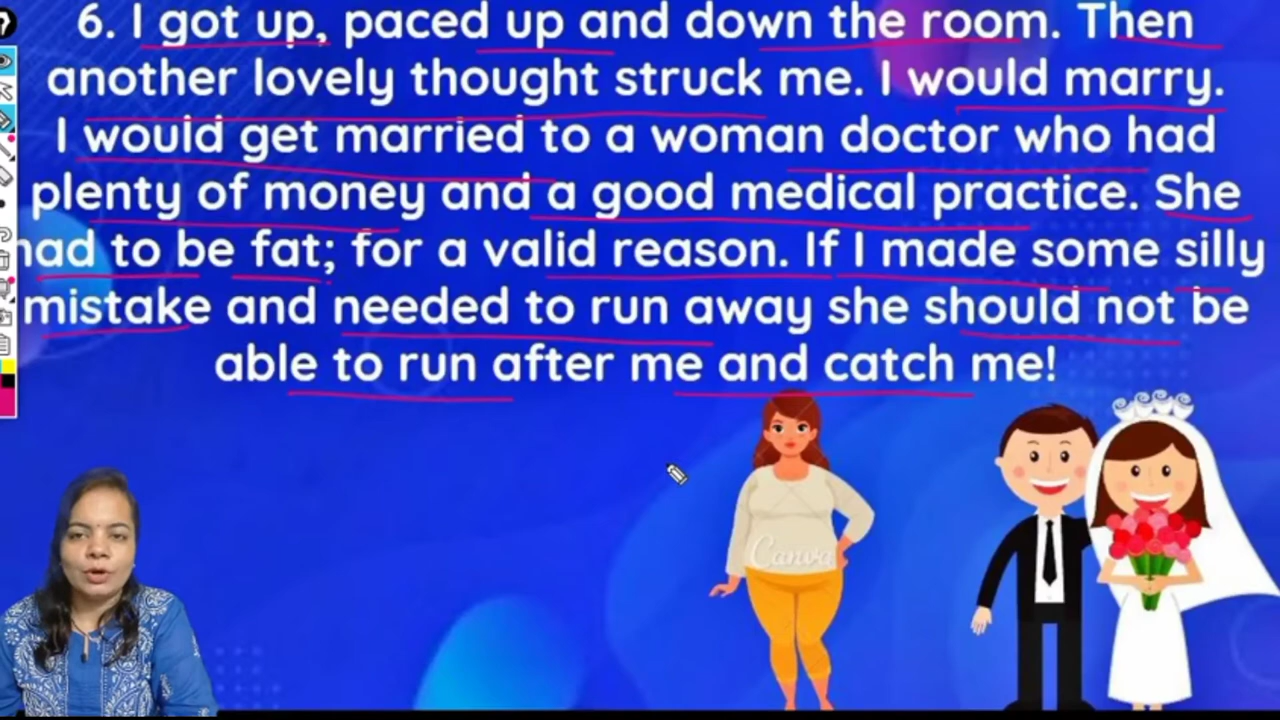 6. I got up, paced up and down the room. Then
another lovely thought struck me. I would marry.
I would get married to a woman doctor who had
plenty of money and a good medical practice. She
had to be fat; for a valid reason. If I made some silly
mistake and needed to run away she should not be
able to run after me and catch me!
Canva